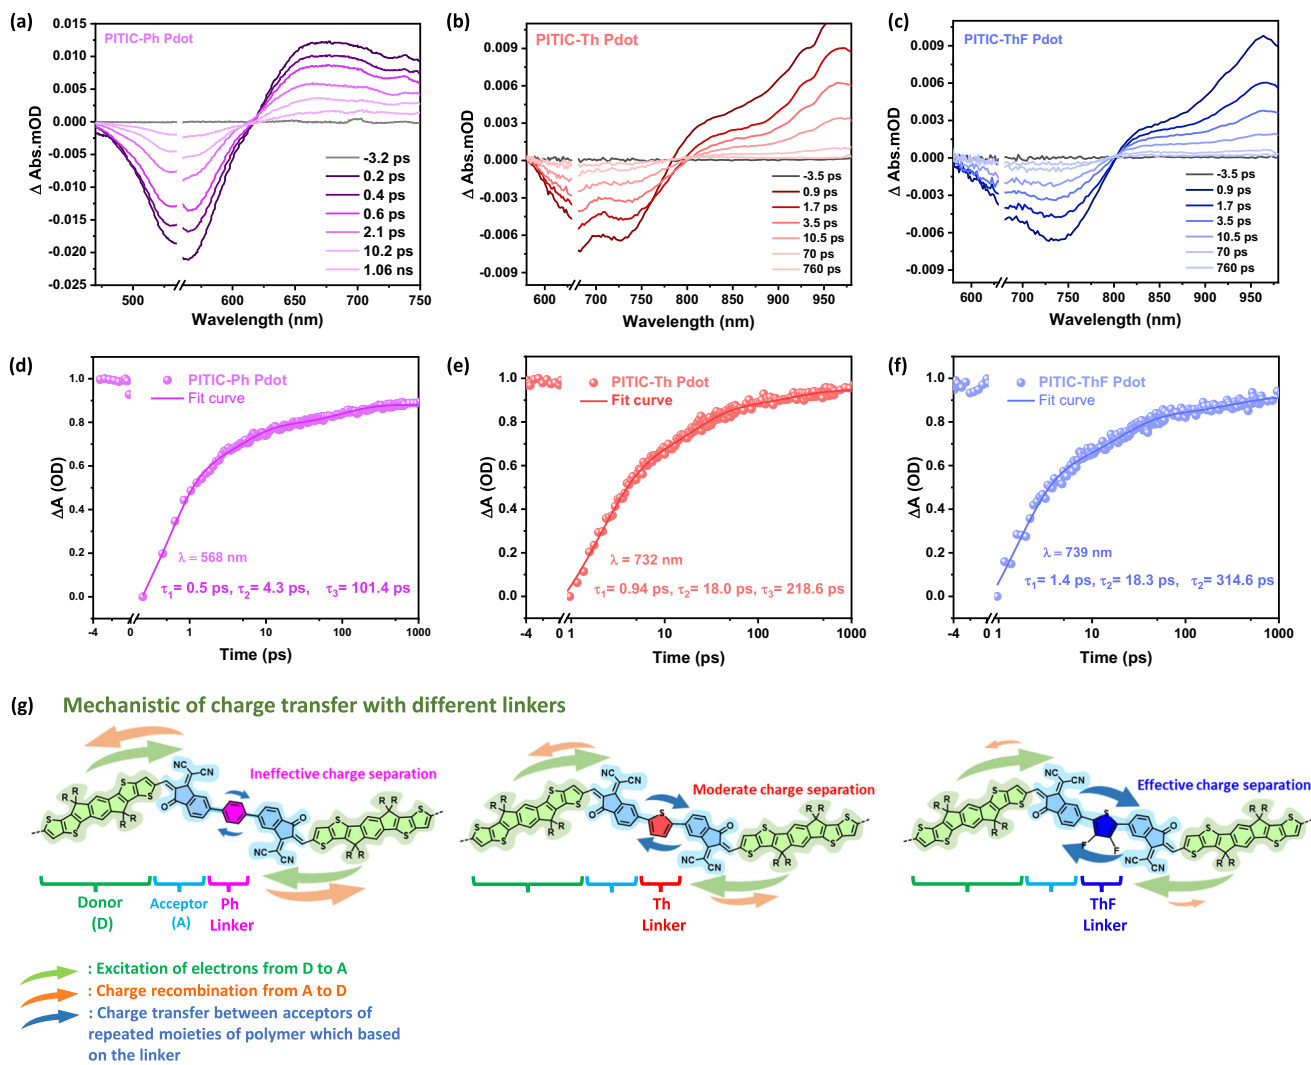 (a)
PITIC-Ph Pdot
0.015
0.010
0.005
0.000
-0.005
-0.010
-0.015
-0.020
-0.025
Δ Abs.mOD
-3.2 ps
0.2 ps
0.4 ps
0.6 ps
2.1 ps
10.2 ps
1.06 ns
500 600 650 700 750
Wavelength (nm)
(b)
PITIC-Th Pdot
0.009
0.006
0.003
0.000
-0.003
-0.006
-0.009
Δ Abs.mOD
-3.5 ps
0.9 ps
1.7 ps
3.5 ps
10.5 ps
70 ps
760 ps
600 700 750 800 850 900 950
Wavelength (nm)
(c)
PITIC-ThF Pdot
0.009
0.006
0.003
0.000
-0.003
-0.006
-0.009
Δ Abs.mOD
-3.5 ps
0.9 ps
1.7 ps
3.5 ps
10.5 ps
70 ps
760 ps
600 700 750 800 850 900 950
Wavelength (nm)
(d)
PITIC-Ph Pdot
Fit curve
1.0
0.8
0.6
0.4
0.2
0.0
ΔA (OD)
λ = 568 nm
τ1= 0.5 ps, τ2= 4.3 ps, τ3= 101.4 ps
-4 0 1 10 100 1000
Time (ps)
(e)
PITIC-Th Pdot
Fit curve
1.0
0.8
0.6
0.4
0.2
0.0
ΔA (OD)
λ = 732 nm
τ1= 0.94 ps, τ2= 18.0 ps, τ3= 218.6 ps
-4 0 1 10 100 1000
Time (ps)
(f)
PITIC-ThF Pdot
Fit curve
1.0
0.8
0.6
0.4
0.2
0.0
ΔA (OD)
λ = 739 nm
τ1= 1.4 ps, τ2= 18.3 ps, τ2= 314.6 ps
-4 0 1 10 100 1000
Time (ps)
(g) Mechanistic of charge transfer with different linkers
Ineffective charge separation
NC CN
S S S S
R R
R R
O
O
NC CN
R R
R R
S S S S
Donor
(D)
Acceptor
(A)
Ph
Linker
Moderate charge separation
NC CN
S S S S
R R
R R
O
S
O
NC CN
R R
R R
S S S S
Th
Linker
Effective charge separation
NC CN
S S S S
R R
R R
O
S
F F
O
NC CN
R R
R R
S S S S
ThF
Linker
: Excitation of electrons from D to A
: Charge recombination from A to D
: Charge transfer between acceptors of
repeated moieties of polymer which based
on the linker